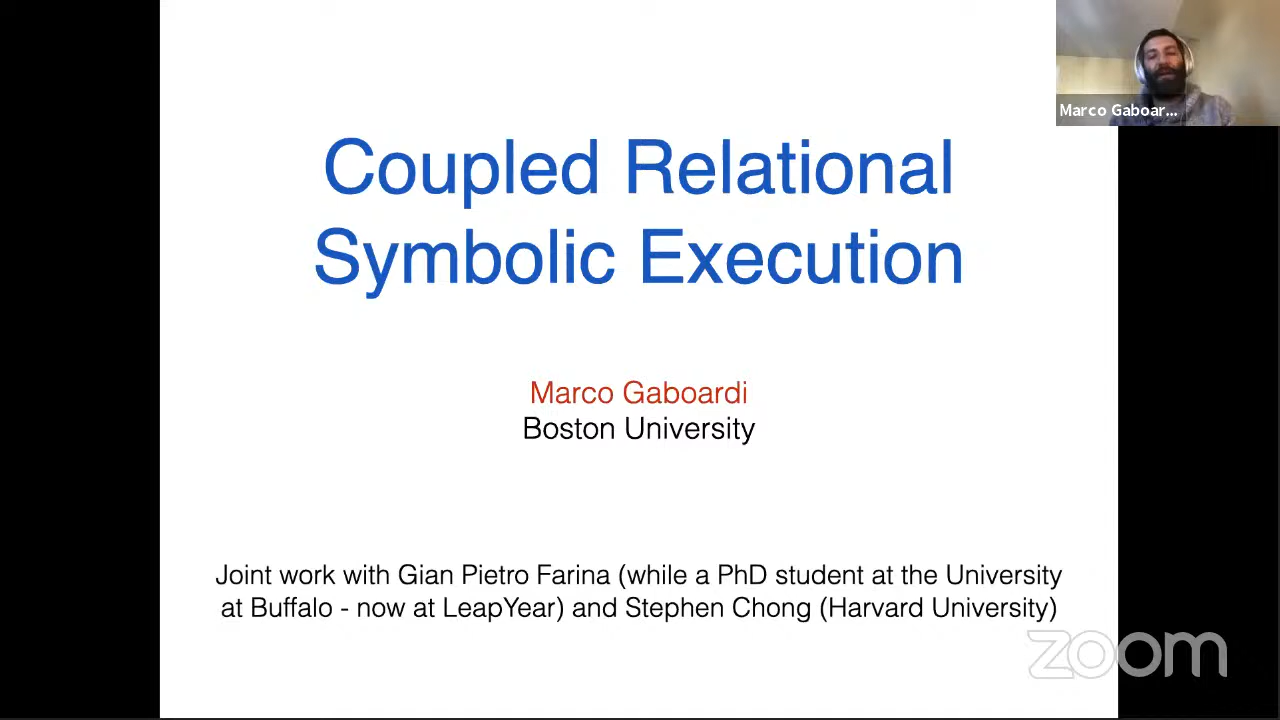 Marco Gaboar...
Coupled Relational
Symbolic Execution
Marco Gaboardi
Boston University
Joint work with Gian Pietro Farina (while a PhD student at the University
at Buffalo - now at LeapYear) and Stephen Chong (Harvard University)
zoom